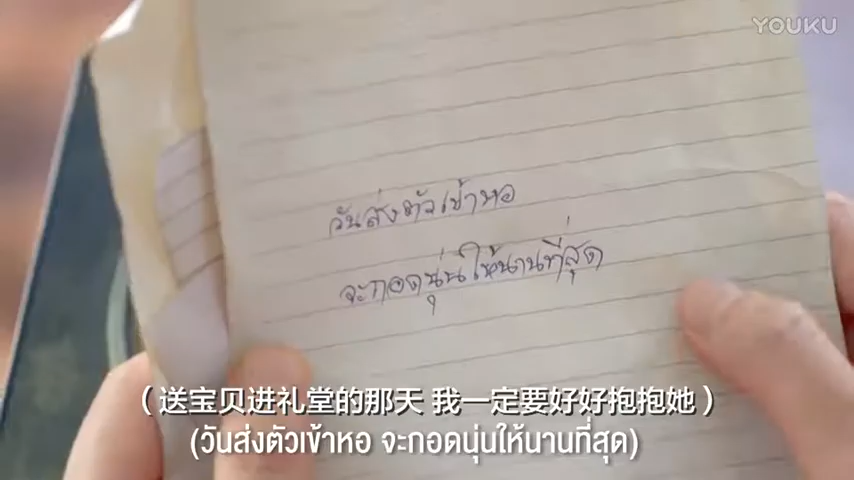 YOUKU
วันส่งตัวเข้าหอ
จะกอดนุ่นให้นานที่สุด
（送宝贝进礼堂的那天 我一定要好好抱抱她）
(วันส่งตัวเข้าหอ จะกอดนุ่นให้นานที่สุด)